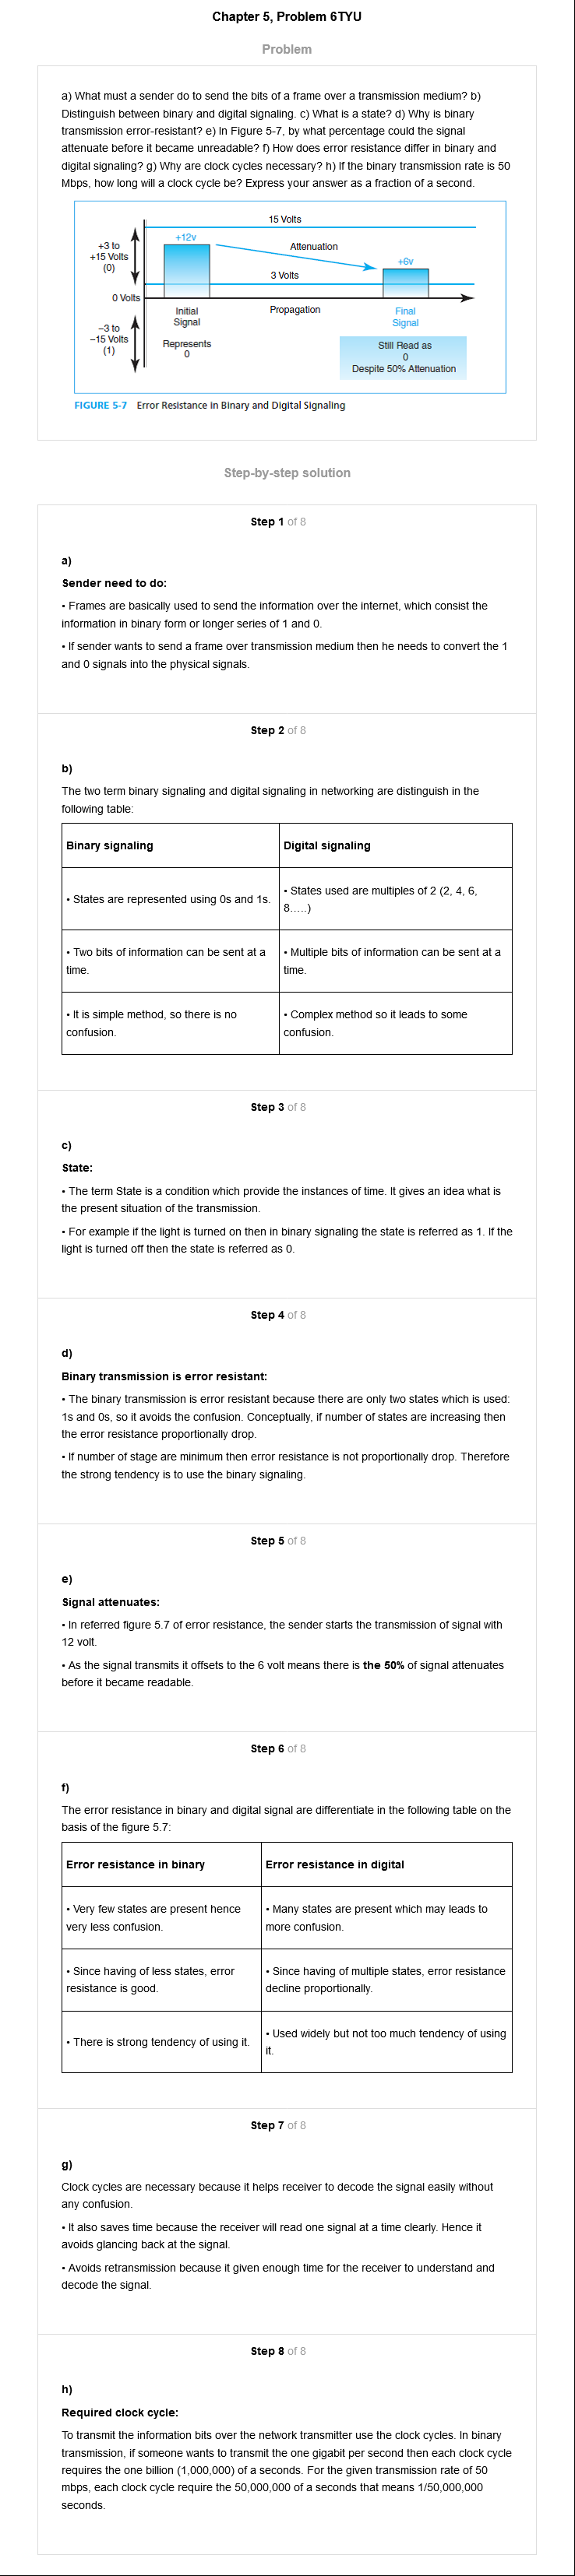 Chapter 5, Problem 6TYU
Problem
a) What must a sender do to send the bits of a frame over a transmission medium? b)
Distinguish between binary and digital signaling. c) What is a state? d) Why is binary
transmission error-resistant? e) In Figure 5-7, by what percentage could the signal
attenuate before it became unreadable? f) How does error resistance differ in binary and
digital signaling? g) Why are clock cycles necessary? h) If the binary transmission rate is 50
Mbps, how long will a clock cycle be? Express your answer as a fraction of a second.
15 Volts
+12v
+3 to
+15 Volts
(0)
Attenuation
+6v
3 Volts
0 Volts
Initial
Signal
Propagation
Final
Signal
−3 to
−15 Volts
(1)
Represents
0
Still Read as
0
Despite 50% Attenuation
FIGURE 5-7 Error Resistance in Binary and Digital Signaling
Step-by-step solution
Step 1 of 8
a)
Sender need to do:
• Frames are basically used to send the information over the internet, which consist the
information in binary form or longer series of 1 and 0.
• If sender wants to send a frame over transmission medium then he needs to convert the 1
and 0 signals into the physical signals.
Step 2 of 8
b)
The two term binary signaling and digital signaling in networking are distinguish in the
following table:
Binary signaling
Digital signaling
• States are represented using 0s and 1s.
• States used are multiples of 2 (2, 4, 6,
8.....)
• Two bits of information can be sent at a
time.
• Multiple bits of information can be sent at a
time.
• It is simple method, so there is no
confusion.
• Complex method so it leads to some
confusion.
Step 3 of 8
c)
State:
• The term State is a condition which provide the instances of time. It gives an idea what is
the present situation of the transmission.
• For example if the light is turned on then in binary signaling the state is referred as 1. If the
light is turned off then the state is referred as 0.
Step 4 of 8
d)
Binary transmission is error resistant:
• The binary transmission is error resistant because there are only two states which is used:
1s and 0s, so it avoids the confusion. Conceptually, if number of states are increasing then
the error resistance proportionally drop.
• If number of stage are minimum then error resistance is not proportionally drop. Therefore
the strong tendency is to use the binary signaling.
Step 5 of 8
e)
Signal attenuates:
• In referred figure 5.7 of error resistance, the sender starts the transmission of signal with
12 volt.
• As the signal transmits it offsets to the 6 volt means there is the 50% of signal attenuates
before it became readable.
Step 6 of 8
f)
The error resistance in binary and digital signal are differentiate in the following table on the
basis of the figure 5.7:
Error resistance in binary
Error resistance in digital
• Very few states are present hence
very less confusion.
• Many states are present which may leads to
more confusion.
• Since having of less states, error
resistance is good.
• Since having of multiple states, error resistance
decline proportionally.
• There is strong tendency of using it.
• Used widely but not too much tendency of using
it.
Step 7 of 8
g)
Clock cycles are necessary because it helps receiver to decode the signal easily without
any confusion.
• It also saves time because the receiver will read one signal at a time clearly. Hence it
avoids glancing back at the signal.
• Avoids retransmission because it given enough time for the receiver to understand and
decode the signal.
Step 8 of 8
h)
Required clock cycle:
To transmit the information bits over the network transmitter use the clock cycles. In binary
transmission, if someone wants to transmit the one gigabit per second then each clock cycle
requires the one billion (1,000,000) of a seconds. For the given transmission rate of 50
mbps, each clock cycle require the 50,000,000 of a seconds that means 1/50,000,000
seconds.